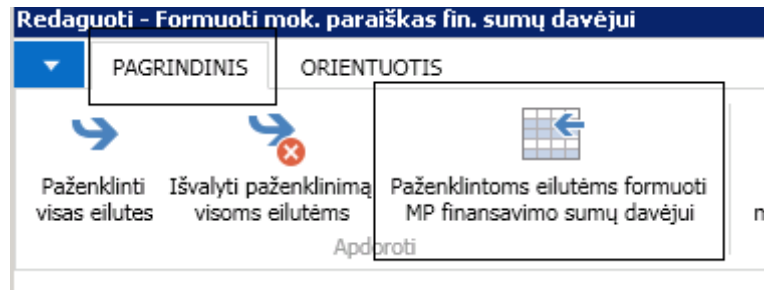 Redaguoti - Formuoti mok. paraiškas fin. sumų davėjui
PAGRINDINIS ORIENTUOTIS
Paženklinti Išvalyti paženklinimą Paženklintoms eilutėms formuoti
visas eilutes visoms eilutėms MP finansavimo sumų davėjui
Apdoroti